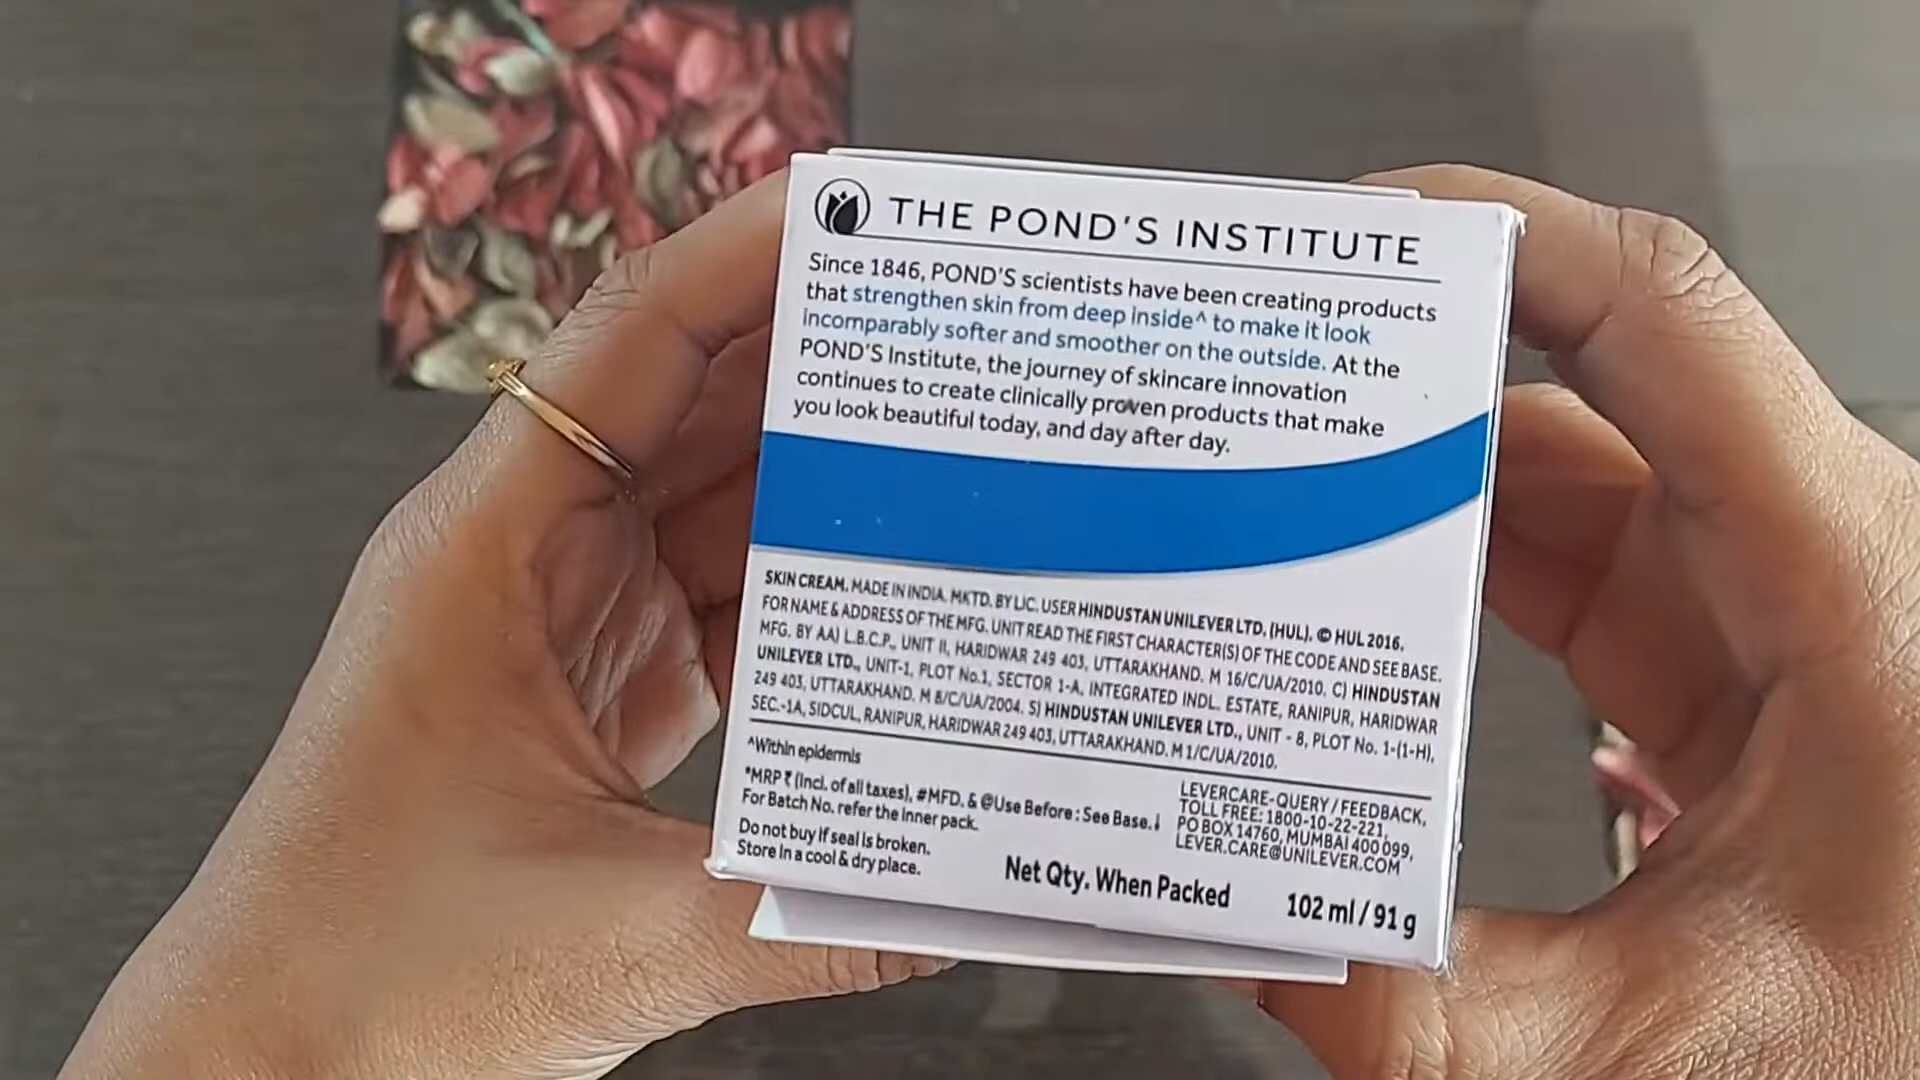 THE POND'S INSTITUTE
Since 1846, POND'S scientists have been creating products
that strengthen skin from deep inside^ to make it look
incomparably softer and smoother on the outside. At the
POND'S Institute, the journey of skincare innovation
continues to create clinically proven products that make
you look beautiful today, and day after day.
SKIN CREAM. MADE IN INDIA. MKTD. BY LIC. USER HINDUSTAN UNILEVER LTD. (HUL). © HUL 2016.
FOR NAME & ADDRESS OF THE MFG. UNIT READ THE FIRST CHARACTER(S) OF THE CODE AND SEE BASE.
MFG. BY AA) L.B.C.P., UNIT II, HARIDWAR 249 403, UTTARAKHAND. M 16/C/UA/2010. C) HINDUSTAN
UNILEVER LTD., UNIT-1, PLOT No.1, SECTOR 1-A, INTEGRATED INDL. ESTATE, RANIPUR, HARIDWAR
249 403, UTTARAKHAND. M 8/C/UA/2004. S) HINDUSTAN UNILEVER LTD., UNIT - 8, PLOT No. 1-(1-H),
SEC.-1A, SIDCUL, RANIPUR, HARIDWAR 249 403, UTTARAKHAND. M 1/C/UA/2010.
^Within epidermis
*MRP ₹ (Incl. of all taxes), #MFD. & @Use Before : See Base.↓
For Batch No. refer the inner pack.
Do not buy if seal is broken.
Store in a cool & dry place.
LEVERCARE-QUERY / FEEDBACK,
TOLL FREE: 1800-10-22-221,
PO BOX 14760, MUMBAI 400 099,
LEVER.CARE@UNILEVER.COM
Net Qty. When Packed 102 ml / 91 g